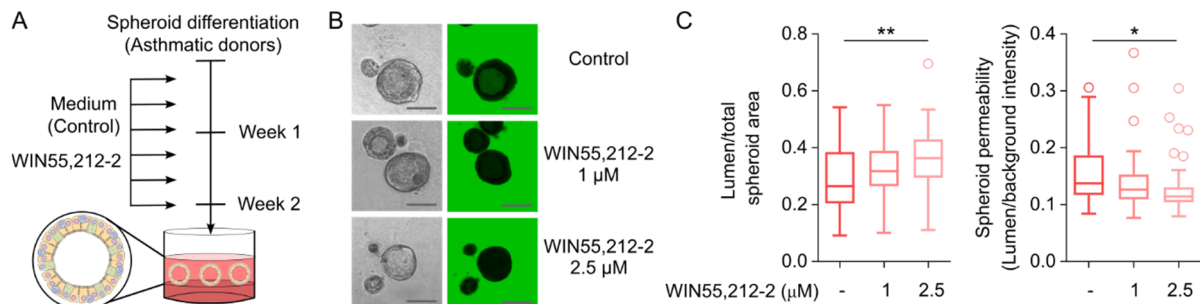 A
Spheroid differentiation
(Asthmatic donors)
Medium
(Control)
WIN55,212-2
Week 1
Week 2
B
Control
WIN55,212-2
1 µM
WIN55,212-2
2.5 µM
C
Lumen/total
spheroid area
0.8
0.6
0.4
0.2
0.0
**
WIN55,212-2 (µM)
-
1
2.5
Spheroid permeability
(Lumen/background intensity)
0.4
0.3
0.2
0.1
0.0
*
-
1
2.5